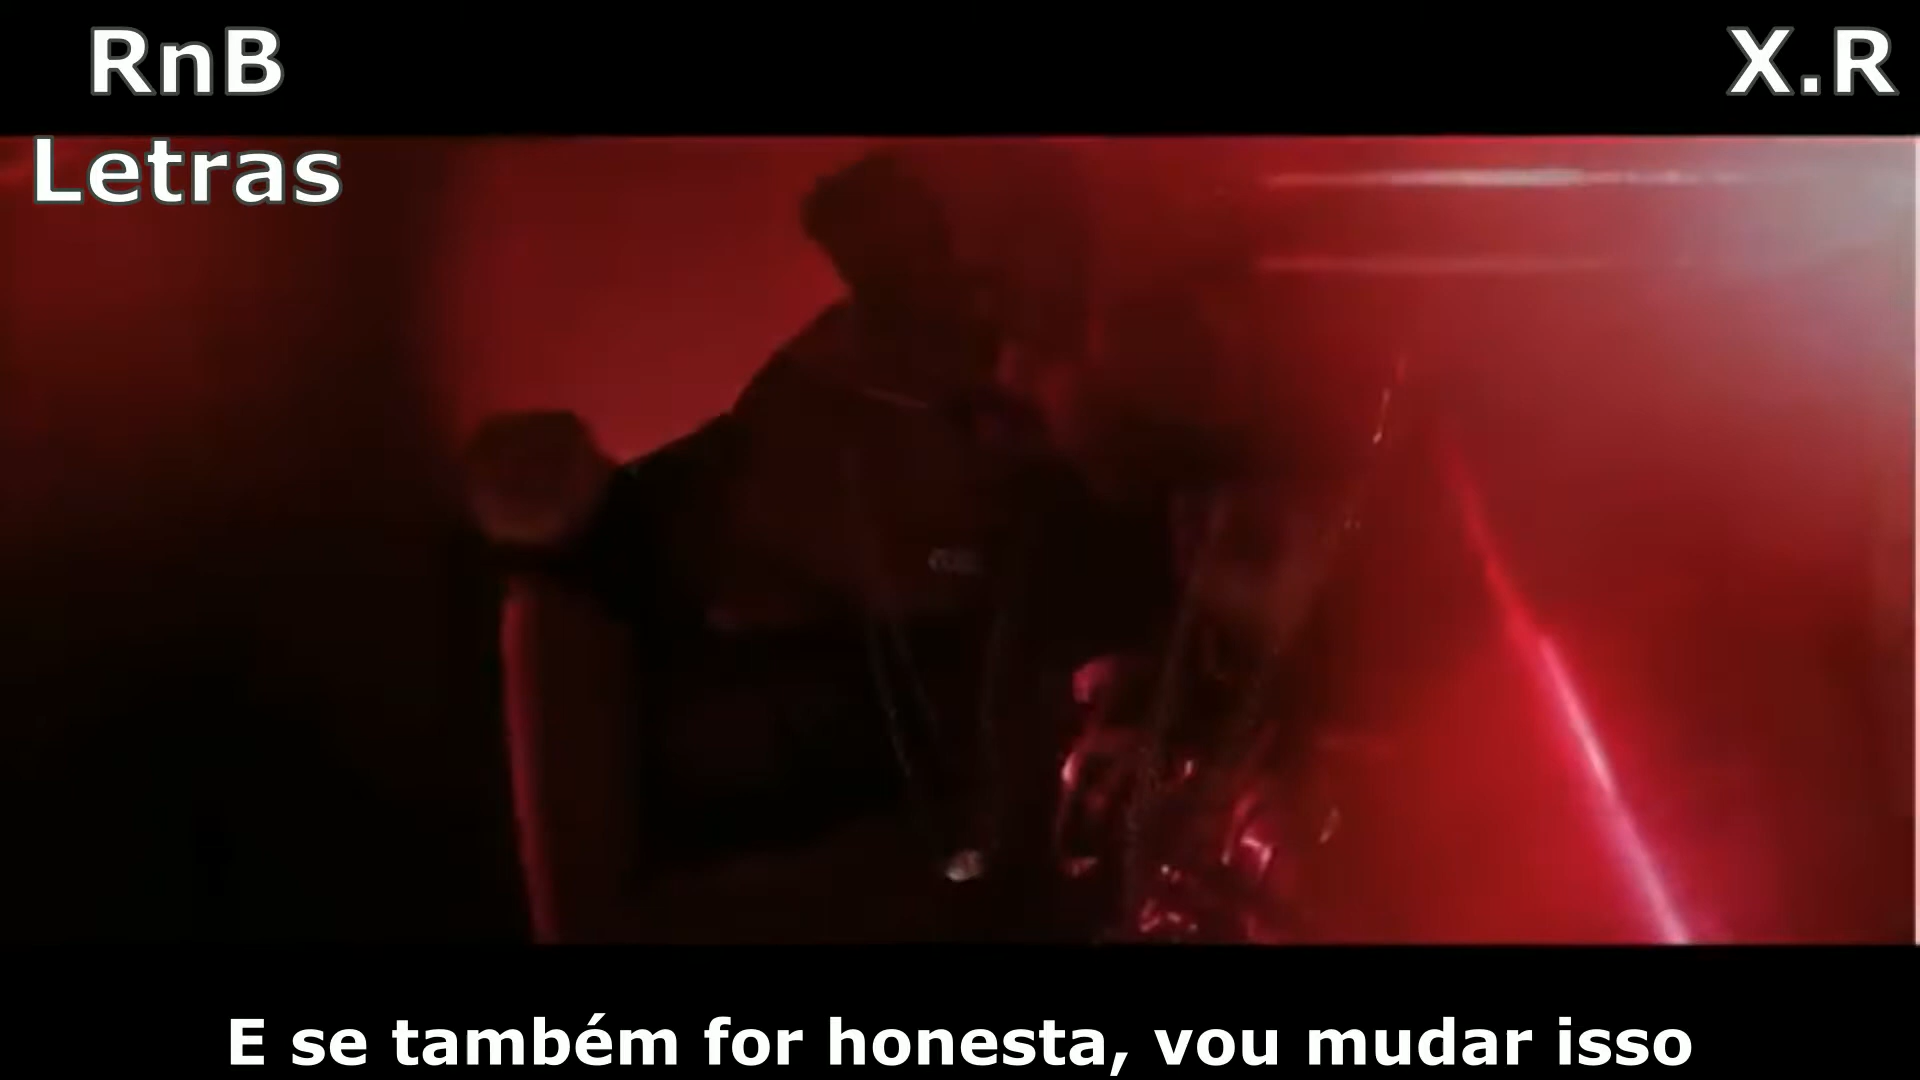 RnB
Letras
X.R
E se também for honesta, vou mudar isso